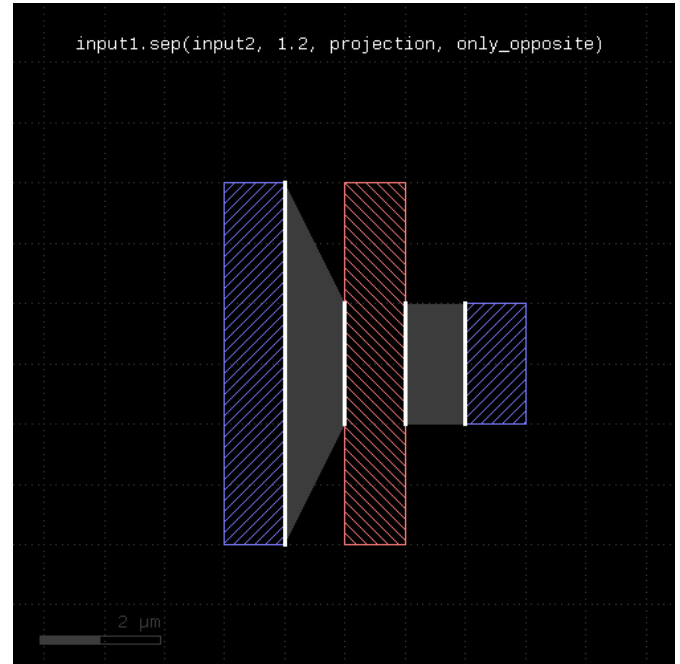 input1.sep(input2, 1.2, projection, only_opposite)
2 µm